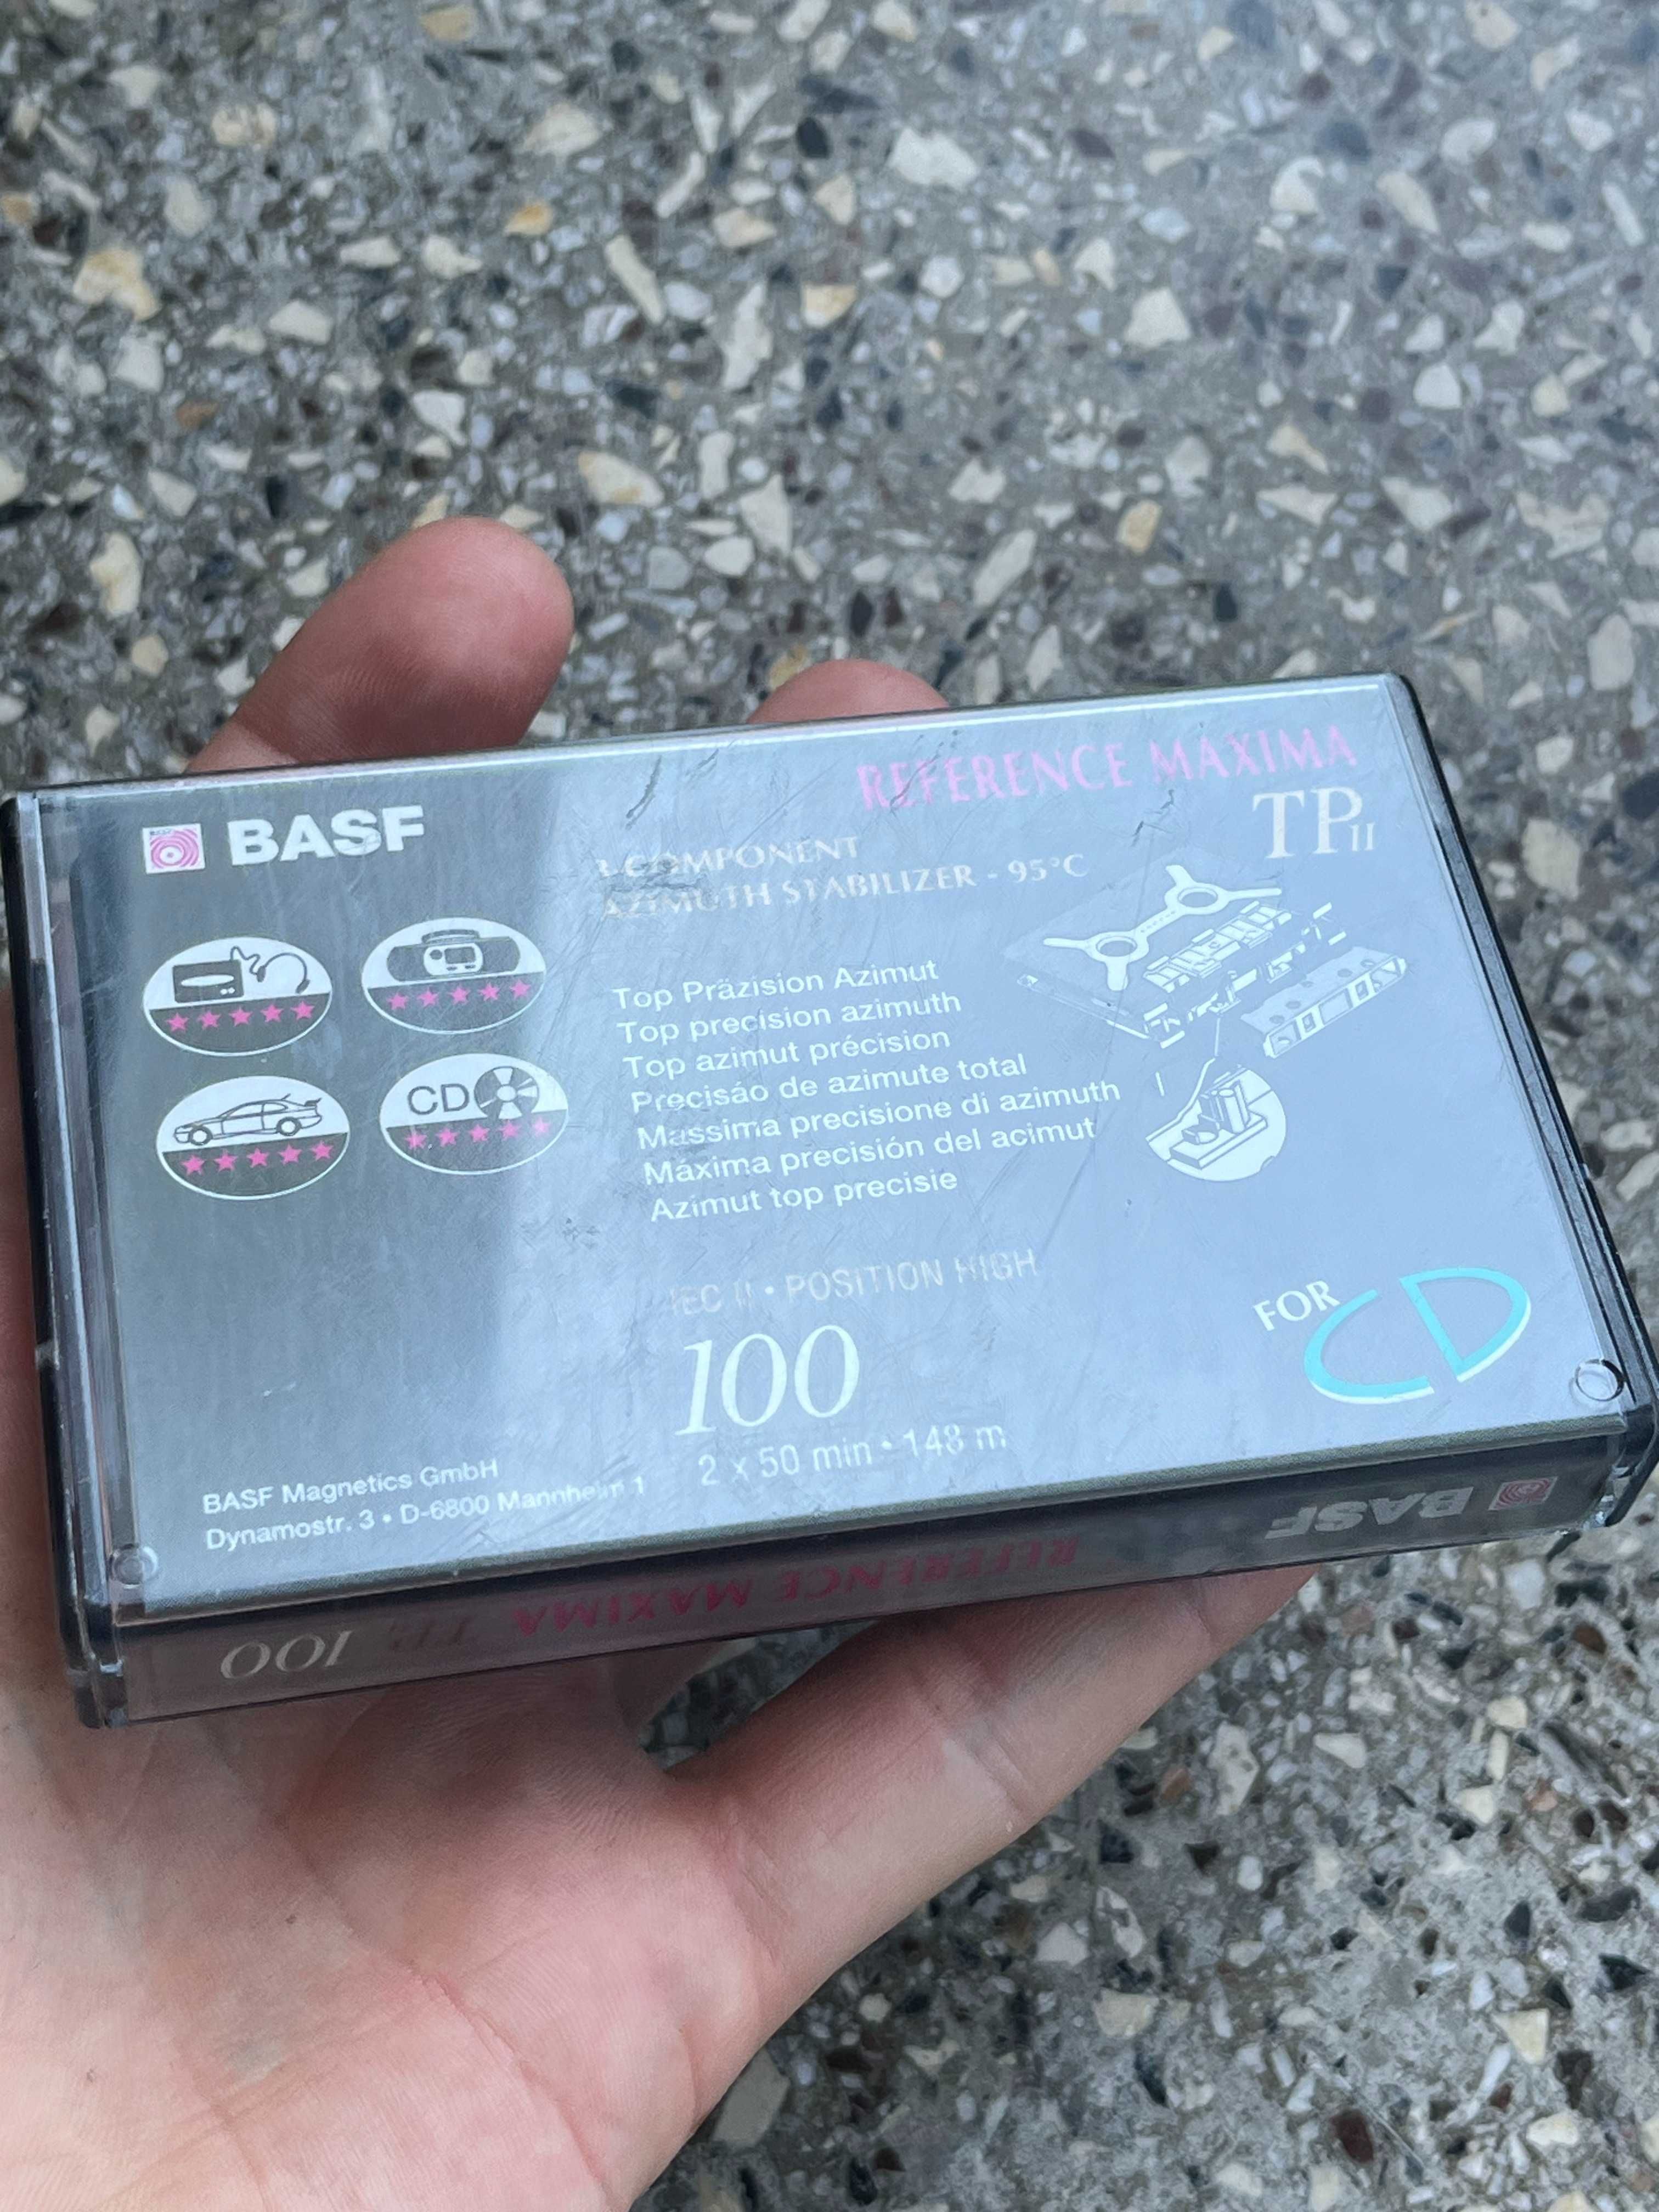 BASF
REFERENCE MAXIMA
TP II
3-COMPONENT
AZIMUTH STABILIZER - 95°C
CD
Top Präzision Azimut
Top precision azimuth
Top azimut précision
Precisáo de azimute total
Massima precisione di azimuth
Máxima precisión del acimut
Azimut top precisie
IEC II • POSITION HIGH
100
2 x 50 min • 148 m
FOR CD
BASF Magnetics GmbH
Dynamostr. 3 • D-6800 Mannheim 1
BASF
REFERENCE MAXIMA TP II 100